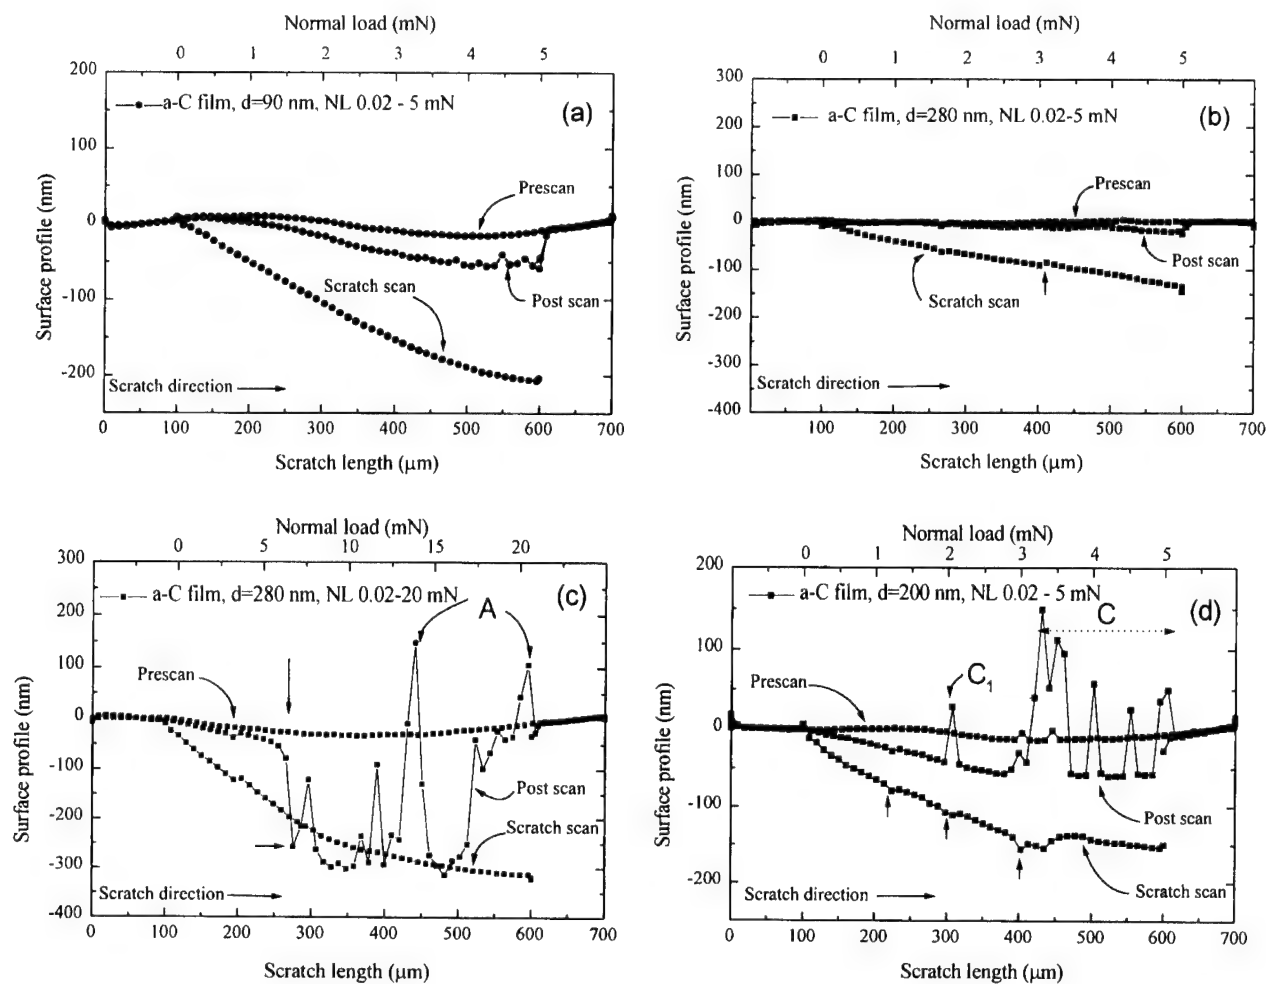 Normal load (mN)
0 1 2 3 4 5
200
100
0
-100
-200
Surface profile (nm)
a-C film, d=90 nm, NL 0.02 - 5 mN
(a)
Prescan
Scratch scan
Post scan
Scratch direction
0 100 200 300 400 500 600 700
Scratch length (μm)
Normal load (mN)
0 1 2 3 4 5
300
200
100
0
-100
-200
-300
-400
Surface profile (nm)
a-C film, d=280 nm, NL 0.02-5 mN
(b)
Prescan
Scratch scan
Post scan
Scratch direction
100 200 300 400 500 600 700
Scratch length (μm)
Normal load (mN)
0 5 10 15 20
300
200
100
0
-100
-200
-300
-400
Surface profile (nm)
a-C film, d=280 nm, NL 0.02-20 mN
A
(c)
Prescan
Post scan
Scratch scan
Scratch direction
0 100 200 300 400 500 600 700
Scratch length (μm)
Normal load (mN)
0 1 2 3 4 5
200
100
0
-100
-200
Surface profile (nm)
a-C film, d=200 nm, NL 0.02 - 5 mN
(d)
C
C₁
Prescan
Post scan
Scratch scan
Scratch direction
0 100 200 300 400 500 600 700
Scratch length (μm)